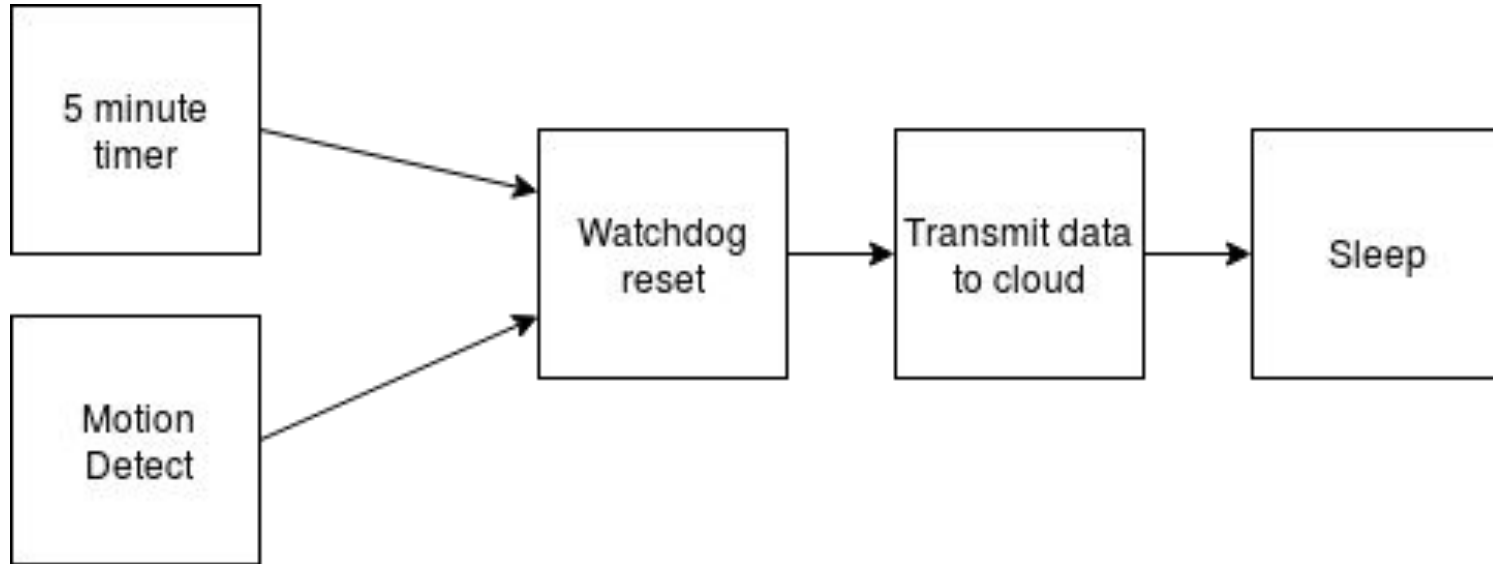 5 minute
timer
Motion
Detect
Watchdog
reset
Transmit data
to cloud
Sleep